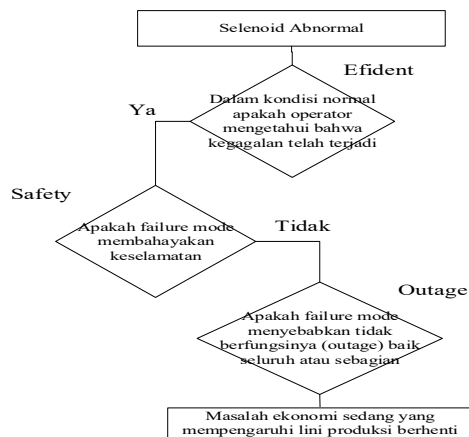 Selenoid Abnormal
Efident
Dalam kondisi normal
apakah operator
mengetahui bahwa
kegagalan telah terjadi
Ya
Safety
Apakah failure mode
membahayakan
keselamatan
Tidak
Outage
Apakah failure mode
menyebabkan tidak
berfungsinya (outage) baik
seluruh atau sebagian
Masalah ekonomi sedang yang
mempengaruhi lini produksi berhenti